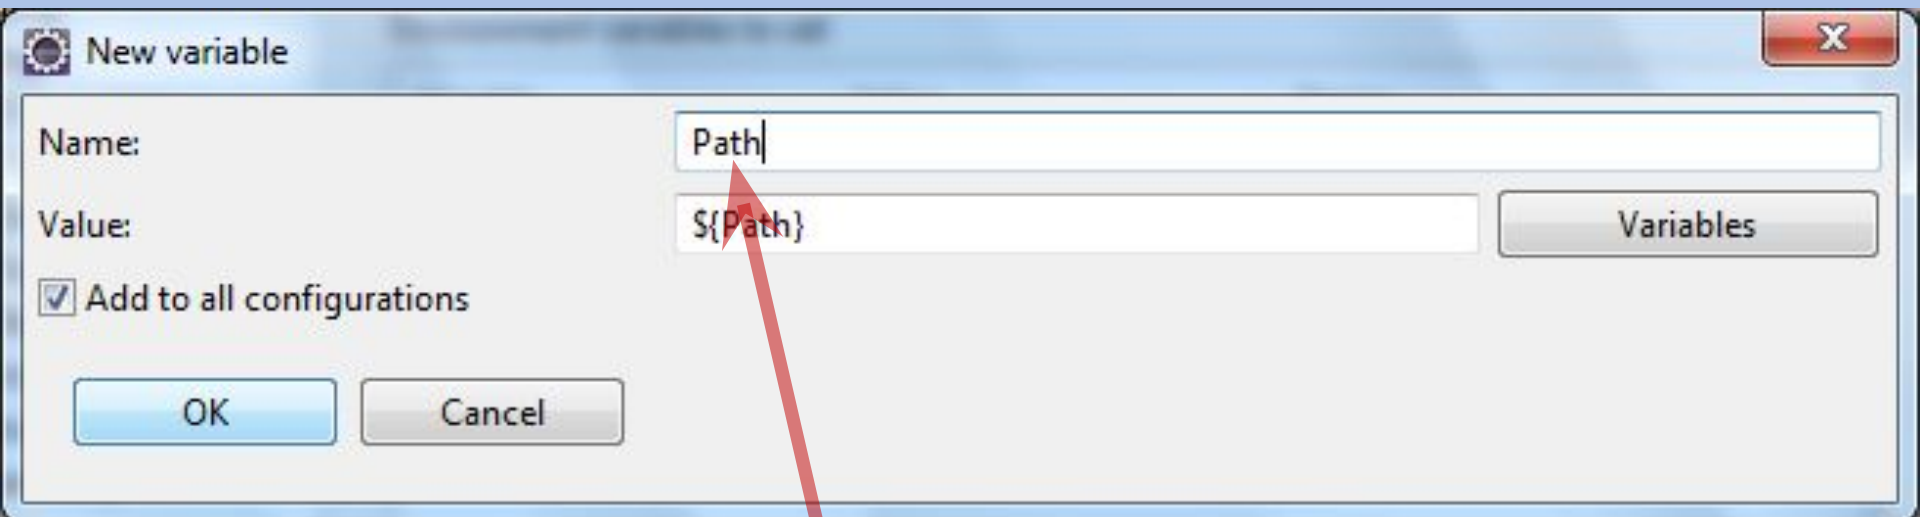 New variable
Name:
Path
Value:
${Path}
Variables
Add to all configurations
OK
Cancel